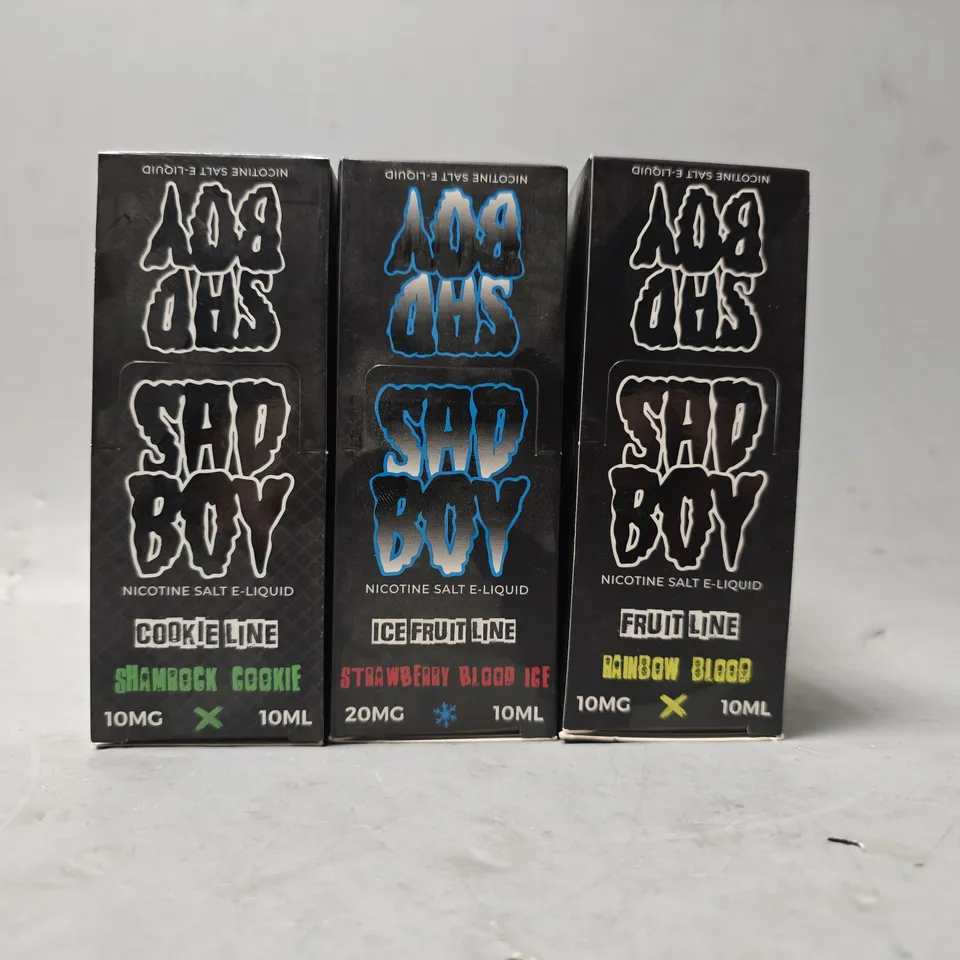 NICOTINE SALT E-LIQUID
SAD
BOY
SAD
BOY
NICOTINE SALT E-LIQUID
COOKIE LINE
SHAMROCK COOKIE
10MG X 10ML
NICOTINE SALT E-LIQUID
SAD
BOY
SAD
BOY
NICOTINE SALT E-LIQUID
ICE FRUIT LINE
STRAWBERRY BLOOD ICE
20MG 10ML
NICOTINE SALT E-LIQUID
SAD
BOY
SAD
BOY
NICOTINE SALT E-LIQUID
FRUIT LINE
RAINBOW BLOOD
10MG X 10ML